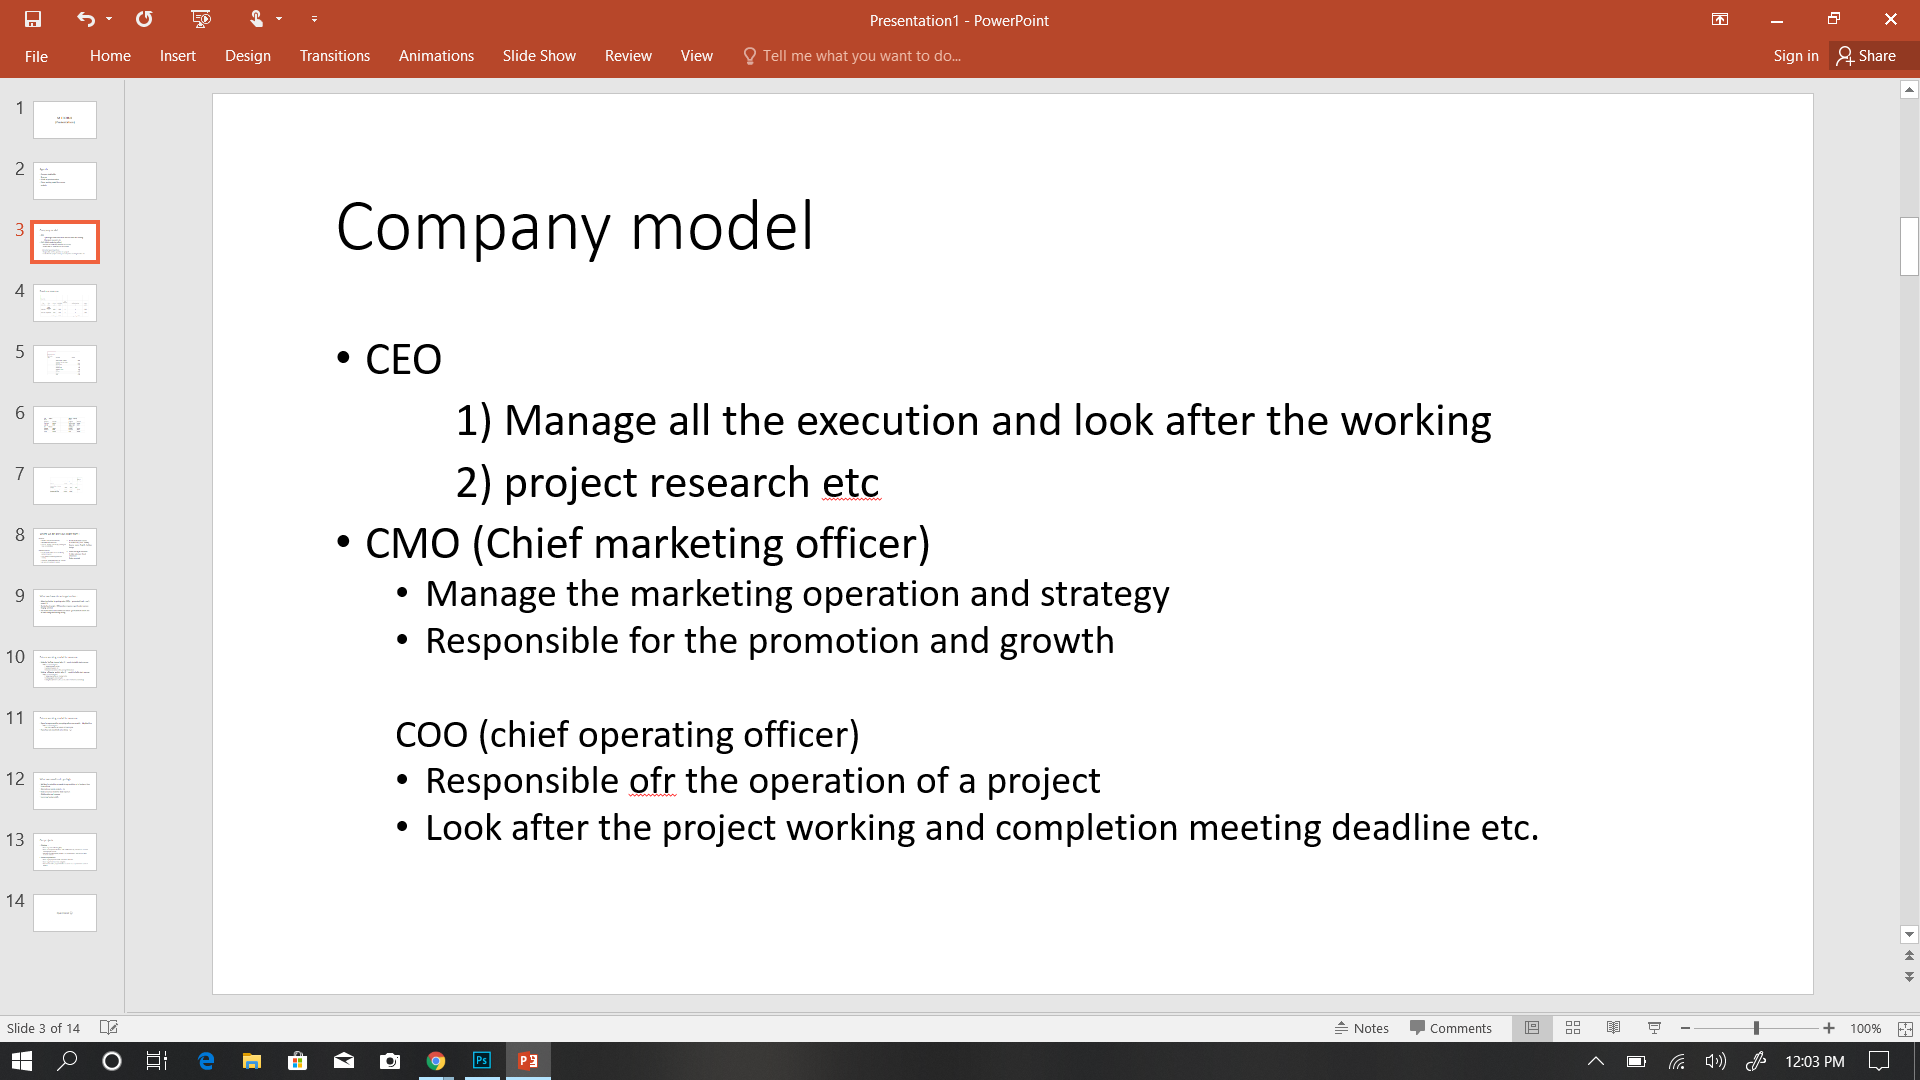 Presentation1 - PowerPoint
File Home Insert Design Transitions Animations Slide Show Review View Tell me what you want to do... Sign in Share
1
2
3
4
5
6
7
8
9
10
11
12
13
14
Company model
• CEO
1) Manage all the execution and look after the working
2) project research etc
• CMO (Chief marketing officer)
• Manage the marketing operation and strategy
• Responsible for the promotion and growth
COO (chief operating officer)
• Responsible ofr the operation of a project
• Look after the project working and completion meeting deadline etc.
Slide 3 of 14 Notes Comments 100%
12:03 PM